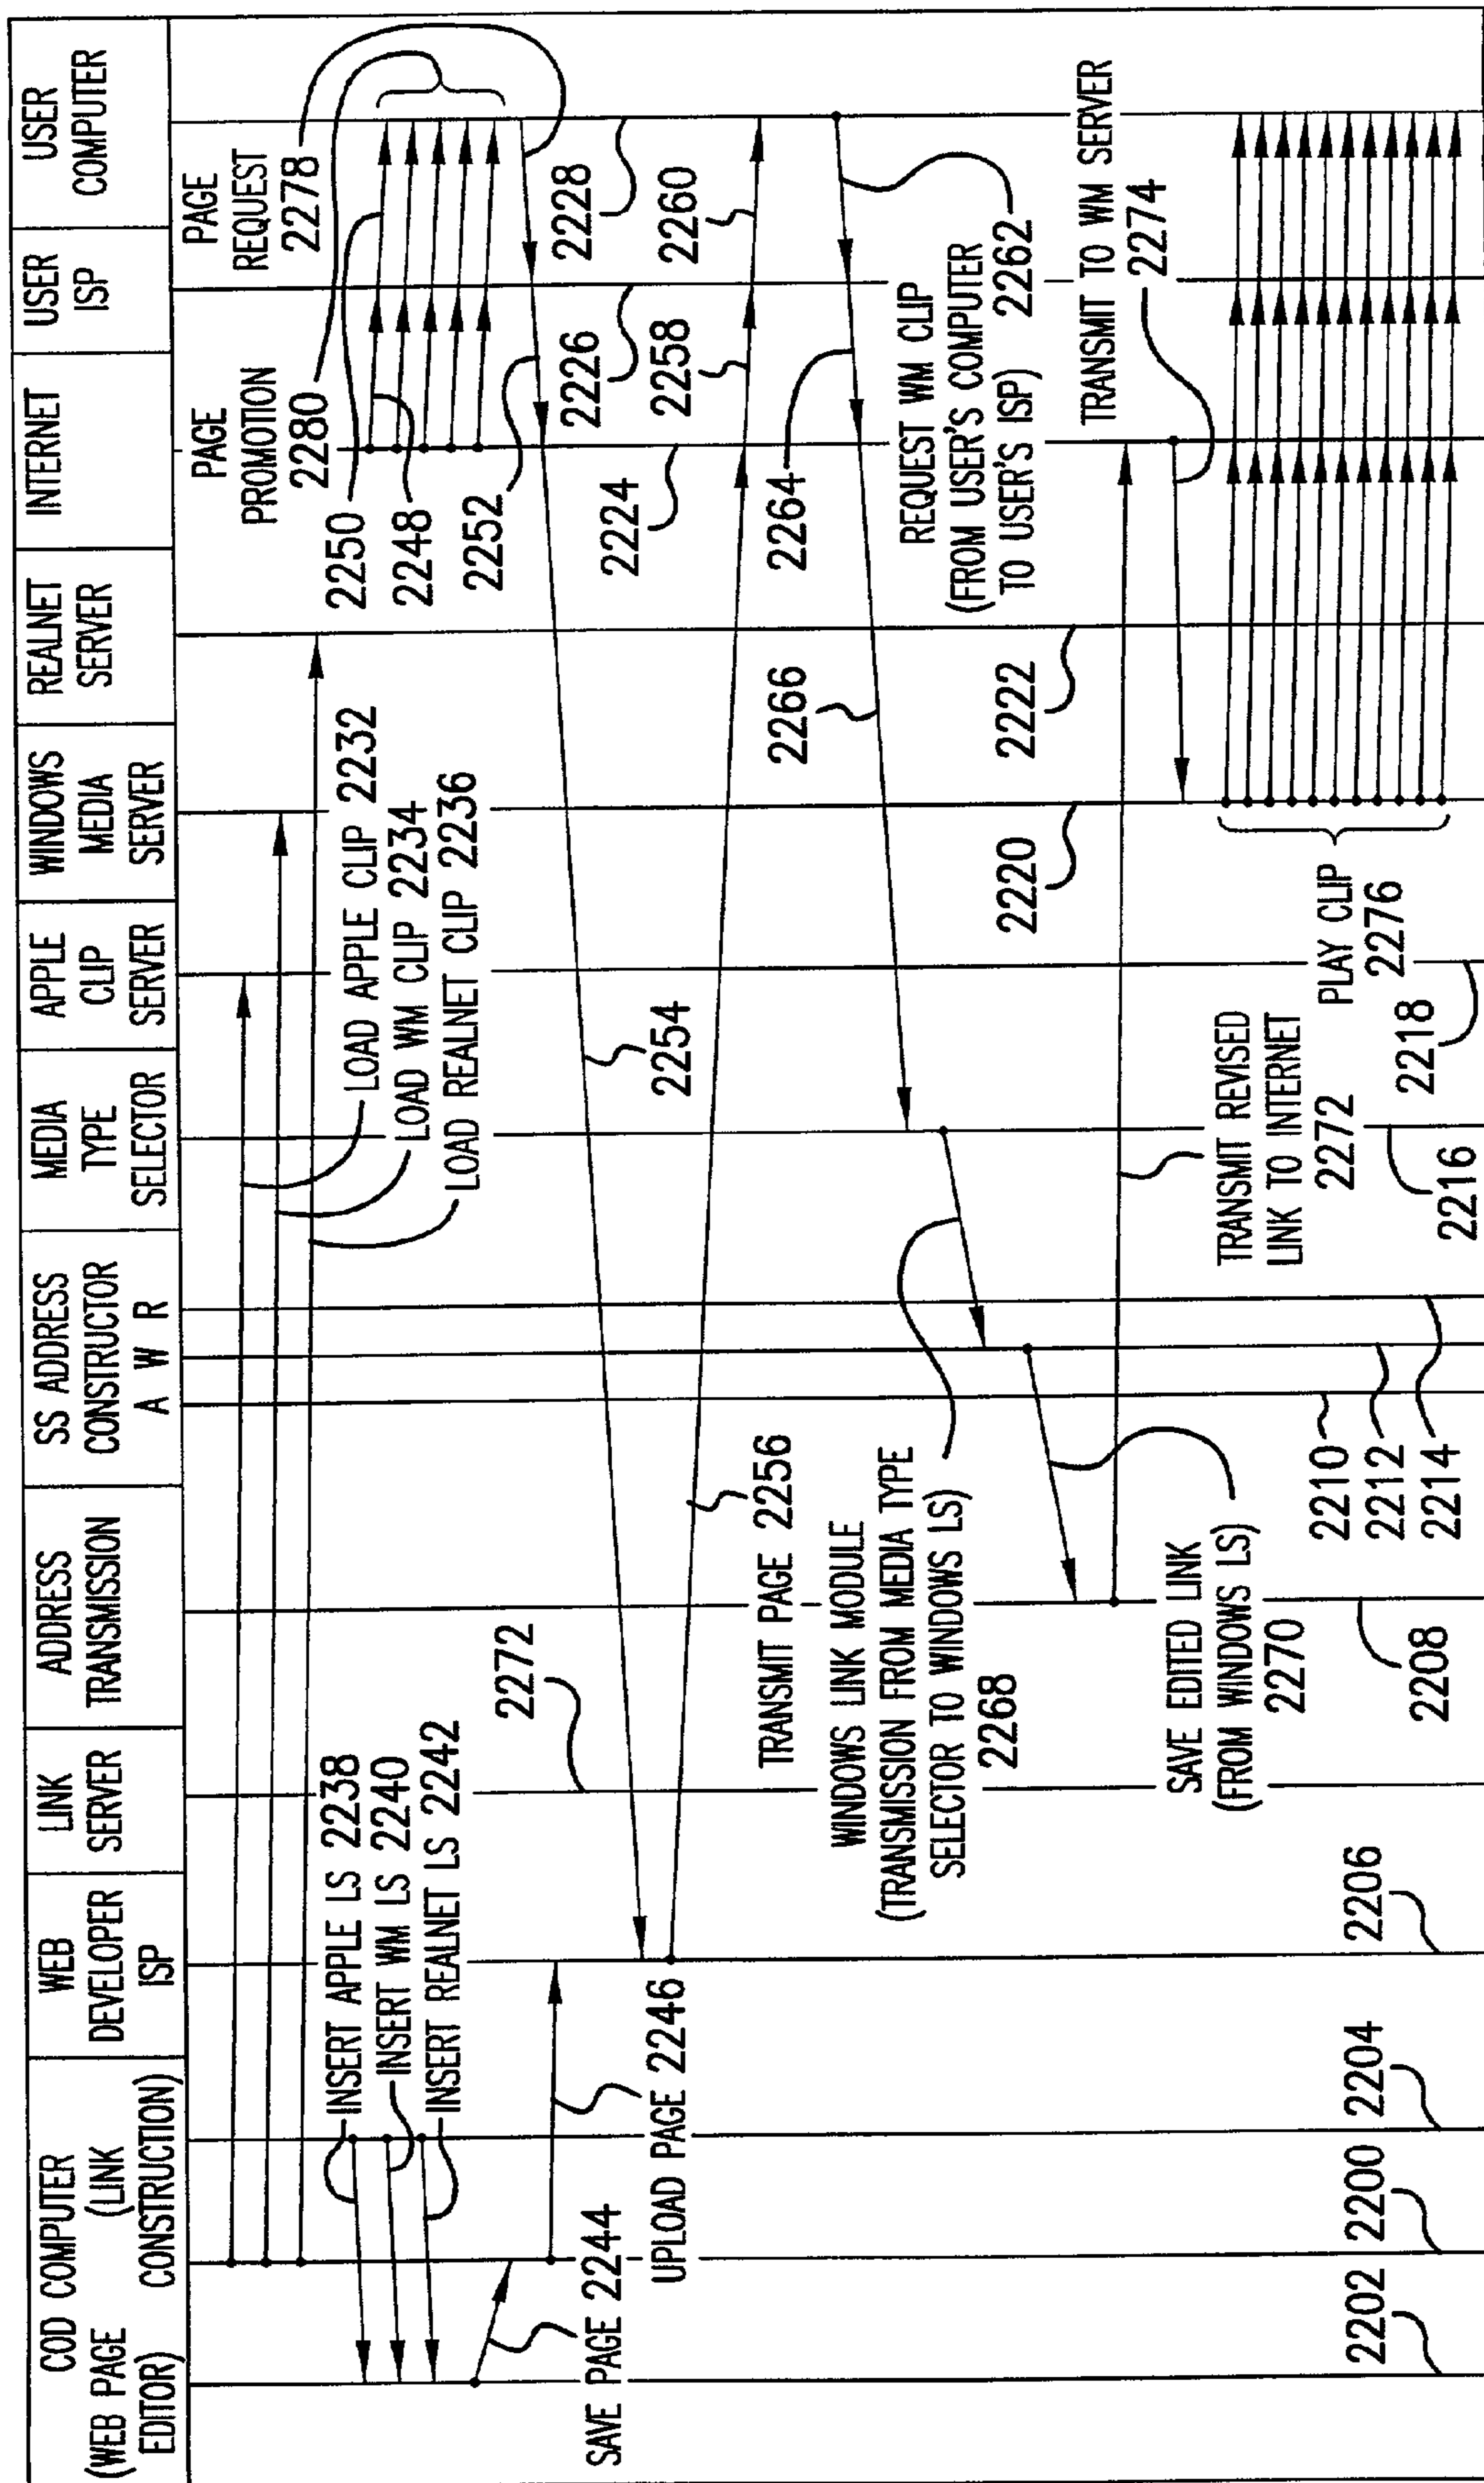 COD COMPUTER
(WEB PAGE (LINK
EDITOR) CONSTRUCTION)
WEB
DEVELOPER
ISP
LINK
SERVER
ADDRESS
TRANSMISSION
SS ADDRESS
CONSTRUCTOR
A W R
MEDIA
TYPE
SELECTOR
APPLE
CLIP
SERVER
WINDOWS
MEDIA
SERVER
REALNET
SERVER
INTERNET
USER
ISP
USER
COMPUTER
LOAD APPLE CLIP 2232
LOAD WM CLIP 2234
LOAD REALNET CLIP 2236
INSERT APPLE LS 2238
INSERT WM LS 2240
INSERT REALNET LS 2242
SAVE PAGE 2244
UPLOAD PAGE 2246
PAGE
PROMOTION
2280
PAGE
REQUEST
2278
2250
2248
2252
2254
TRANSMIT PAGE 2256
2258
2260
2224
2226
2228
2272
REQUEST WM CLIP
(FROM USER'S COMPUTER
TO USER'S ISP) 2262
2264
2266
WINDOWS LINK MODULE
(TRANSMISSION FROM MEDIA TYPE
SELECTOR TO WINDOWS LS)
2268
SAVE EDITED LINK
(FROM WINDOWS LS)
2270
TRANSMIT REVISED
LINK TO INTERNET
2272
TRANSMIT TO WM SERVER
2274
PLAY CLIP
2276
2220
2222
2202
2200
2204
2206
2208
2210
2212
2214
2216
2218